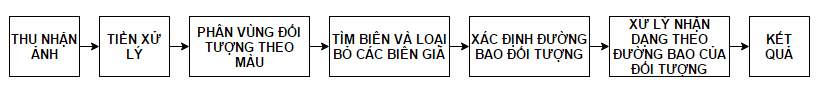 THU NHẬN
ẢNH
TIỀN XỬ
LÝ
PHÂN VÙNG ĐỐI
TƯỢNG THEO
MÀU
TÌM BIÊN VÀ LOẠI
BỎ CÁC BIÊN GIẢ
XÁC ĐỊNH ĐƯỜNG
BAO ĐỐI TƯỢNG
XƯ LÝ NHẬN
DẠNG THEO
ĐƯỜNG BAO CỦA
ĐỐI TƯỢNG
KẾT
QUẢ